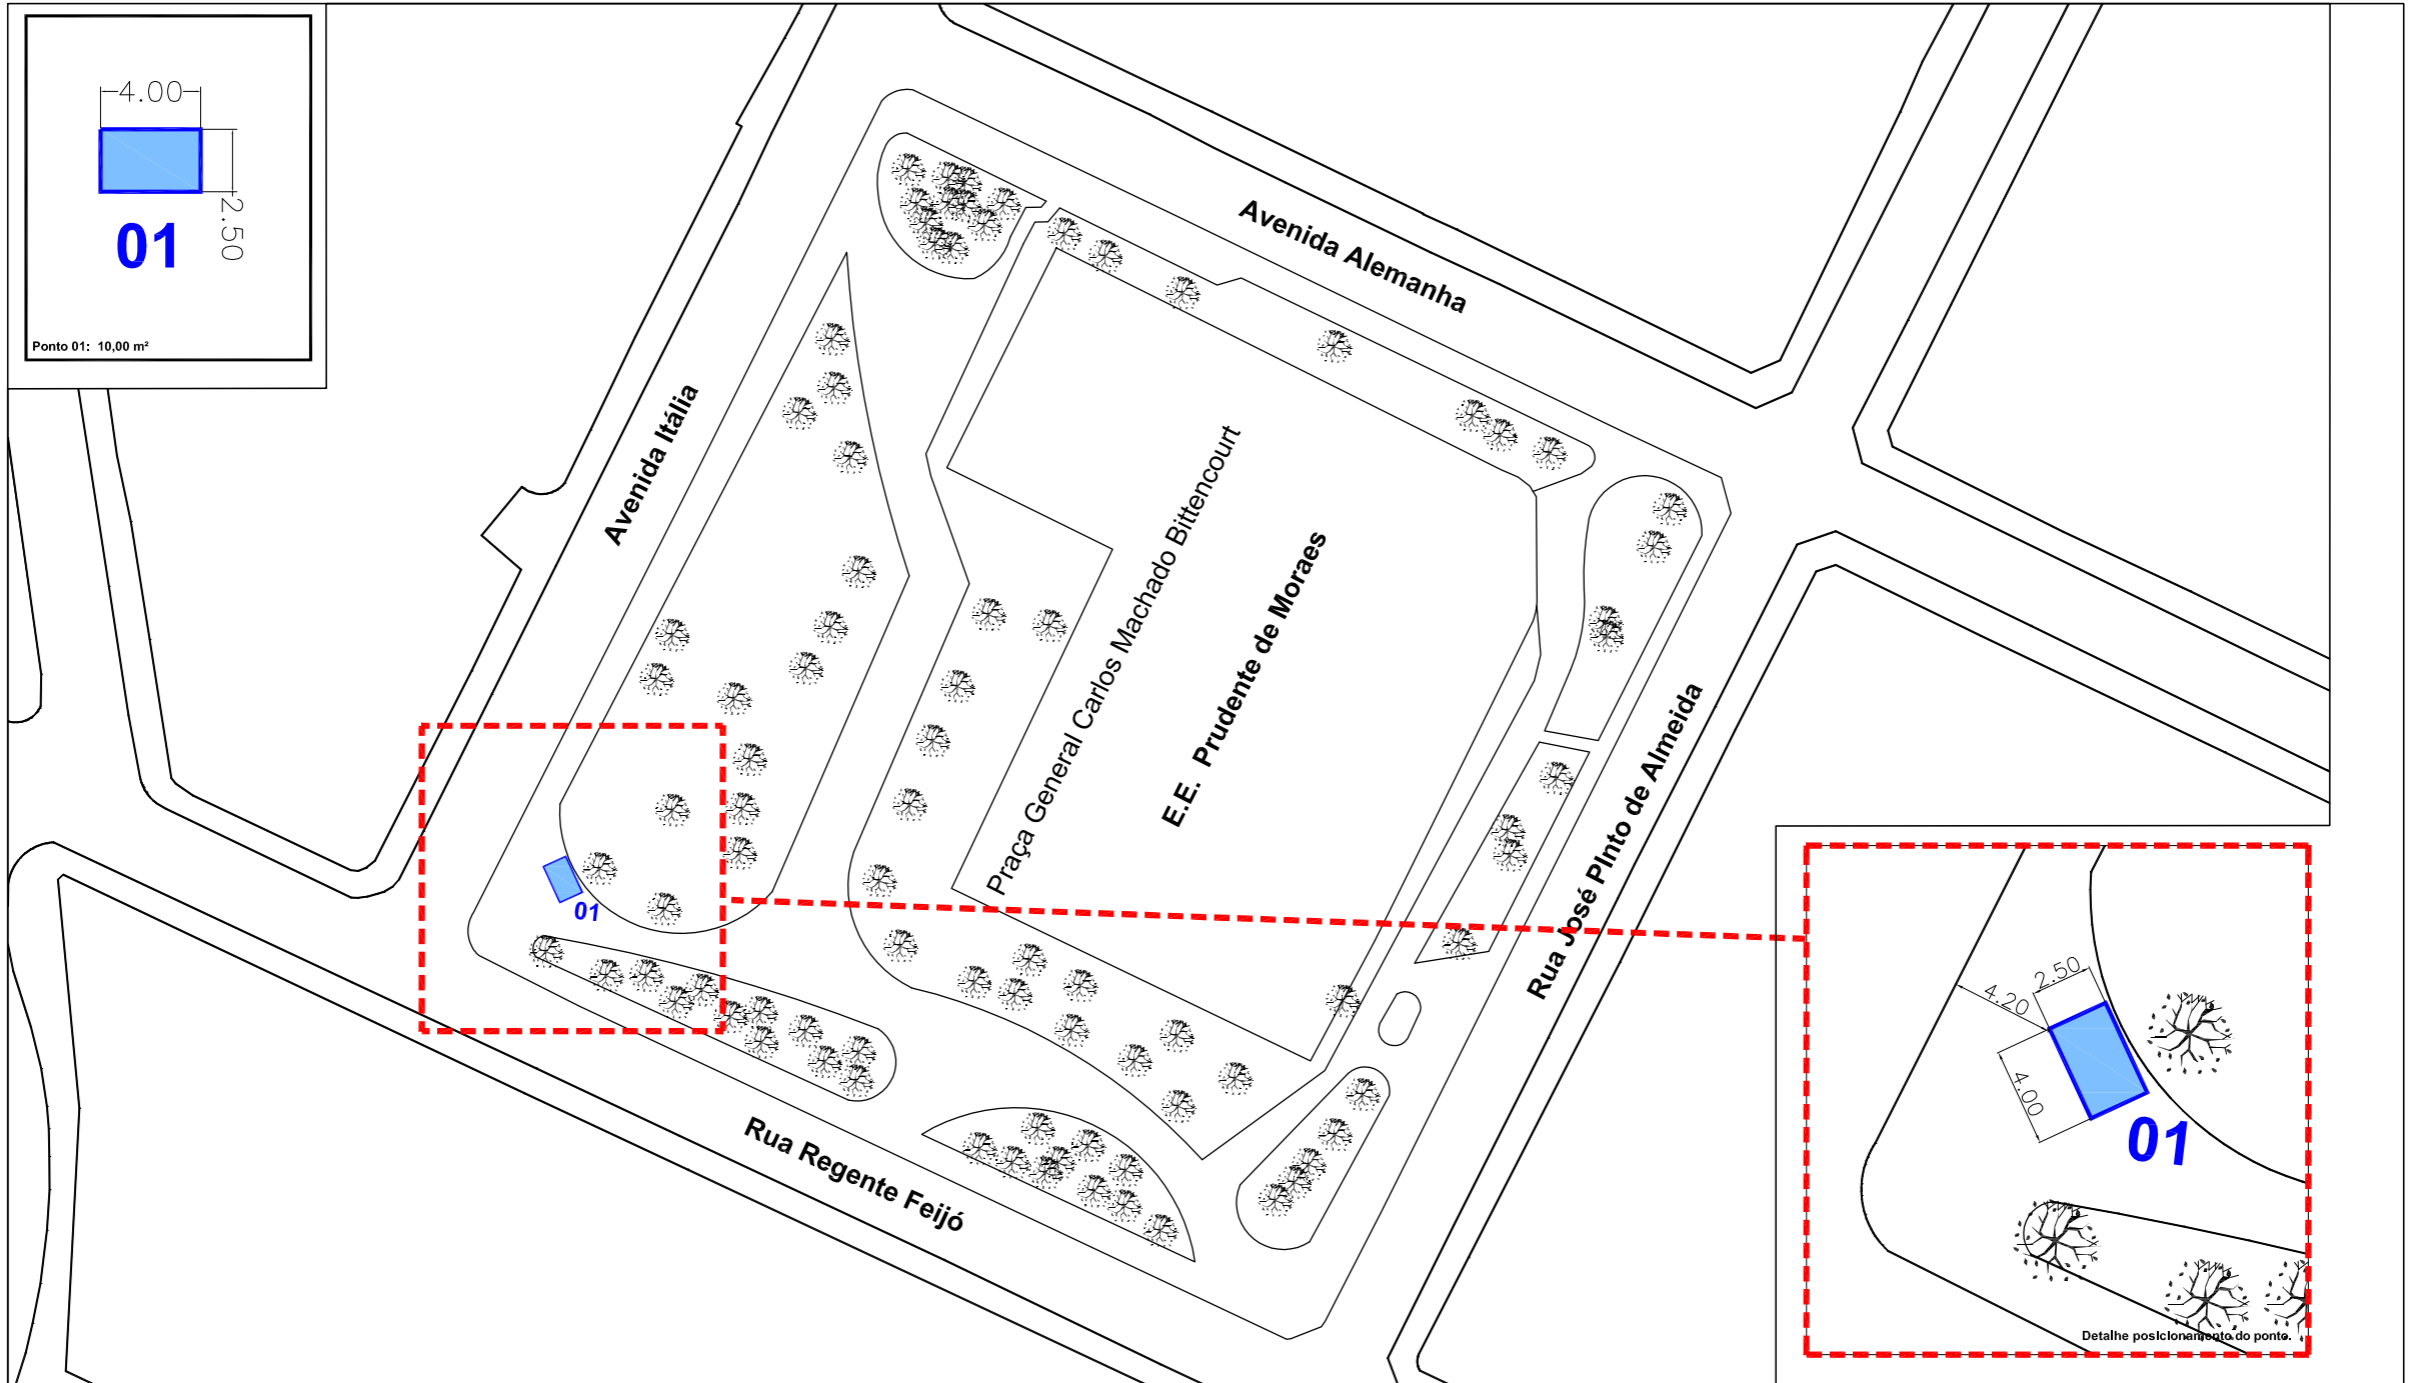 4.00
2.50
01
Ponto 01: 10,00 m²
Avenida Alemanha
Avenida Itália
Praça General Carlos Machado Bittencourt
E.E. Prudente de Moraes
Rua José PInto de Almeida
01
Rua Regente Feijó
2.50
4.20
4.00
01
Detalhe posIcIonamento do ponto.